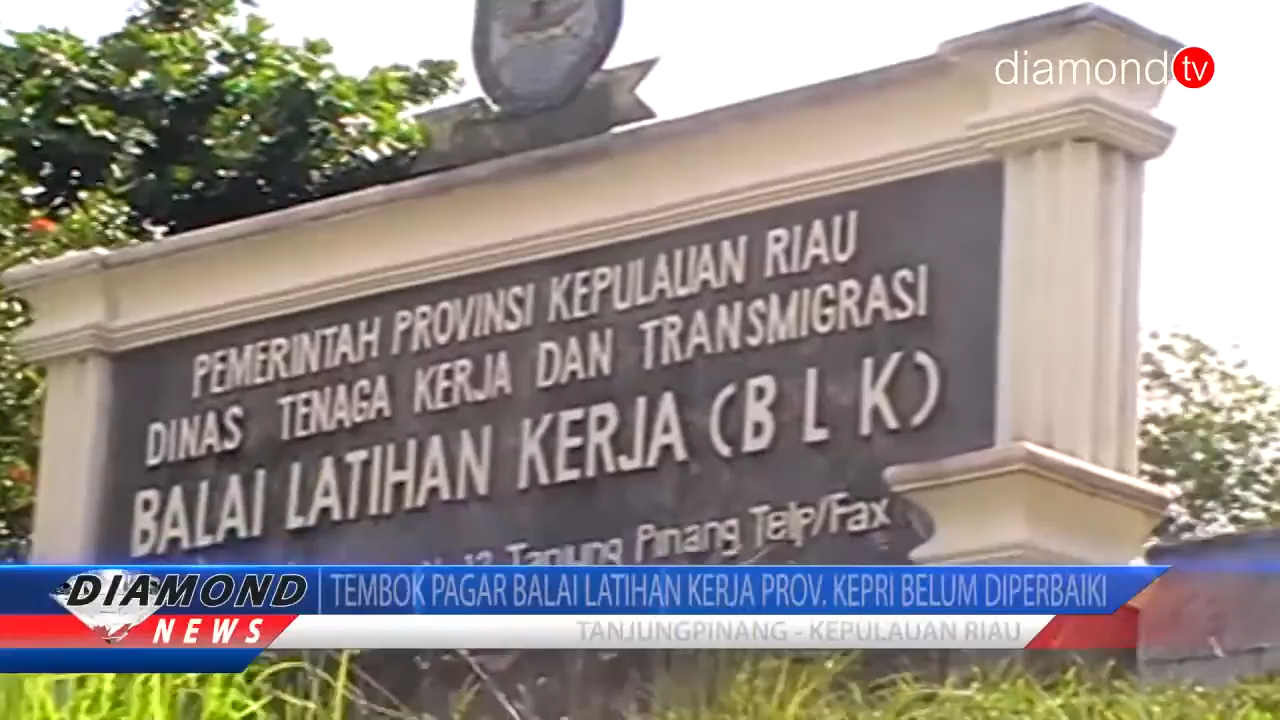 diamond tv
PEMERINTAH PROVINSI KEPULAUAN RIAU
DINAS TENAGA KERJA DAN TRANSMIGRASI
BALAI LATIHAN KERJA (B L K)
Tanjung Pinang Telp/Fax
DIAMOND
NEWS
TEMBOK PAGAR BALAI LATIHAN KERJA PROV. KEPRI BELUM DIPERBAIKI
TANJUNGPINANG - KEPULAUAN RIAU